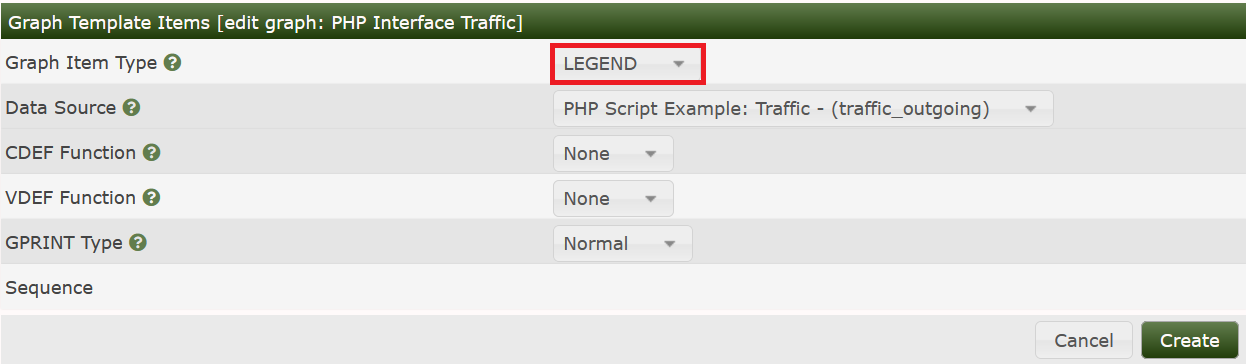 Graph Template Items [edit graph: PHP Interface Traffic]
Graph Item Type ? LEGEND
Data Source ? PHP Script Example: Traffic - (traffic_outgoing)
CDEF Function ? None
VDEF Function ? None
GPRINT Type ? Normal
Sequence
Cancel Create